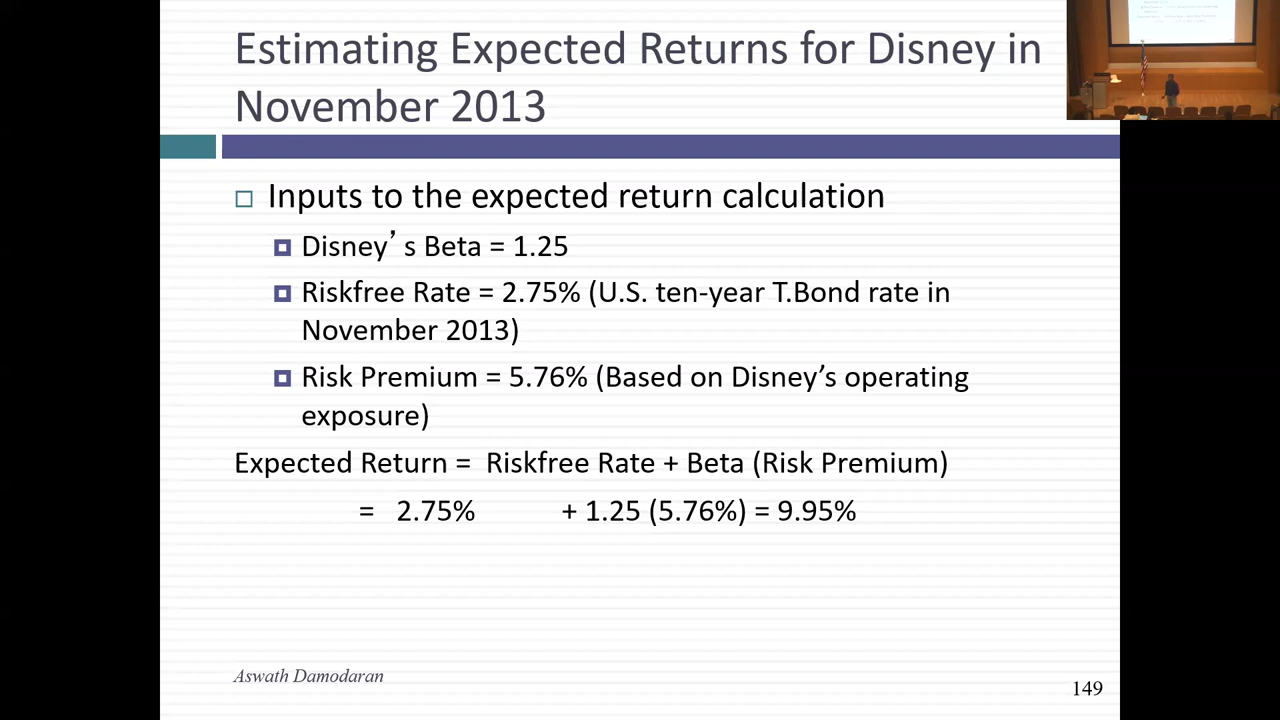 Estimating Expected Returns for Disney in
November 2013
Inputs to the expected return calculation
Disney’ s Beta = 1.25
Riskfree Rate = 2.75% (U.S. ten-year T.Bond rate in
November 2013)
Risk Premium = 5.76% (Based on Disney’s operating
exposure)
Expected Return = Riskfree Rate + Beta (Risk Premium)
= 2.75% + 1.25 (5.76%) = 9.95%
Aswath Damodaran
149